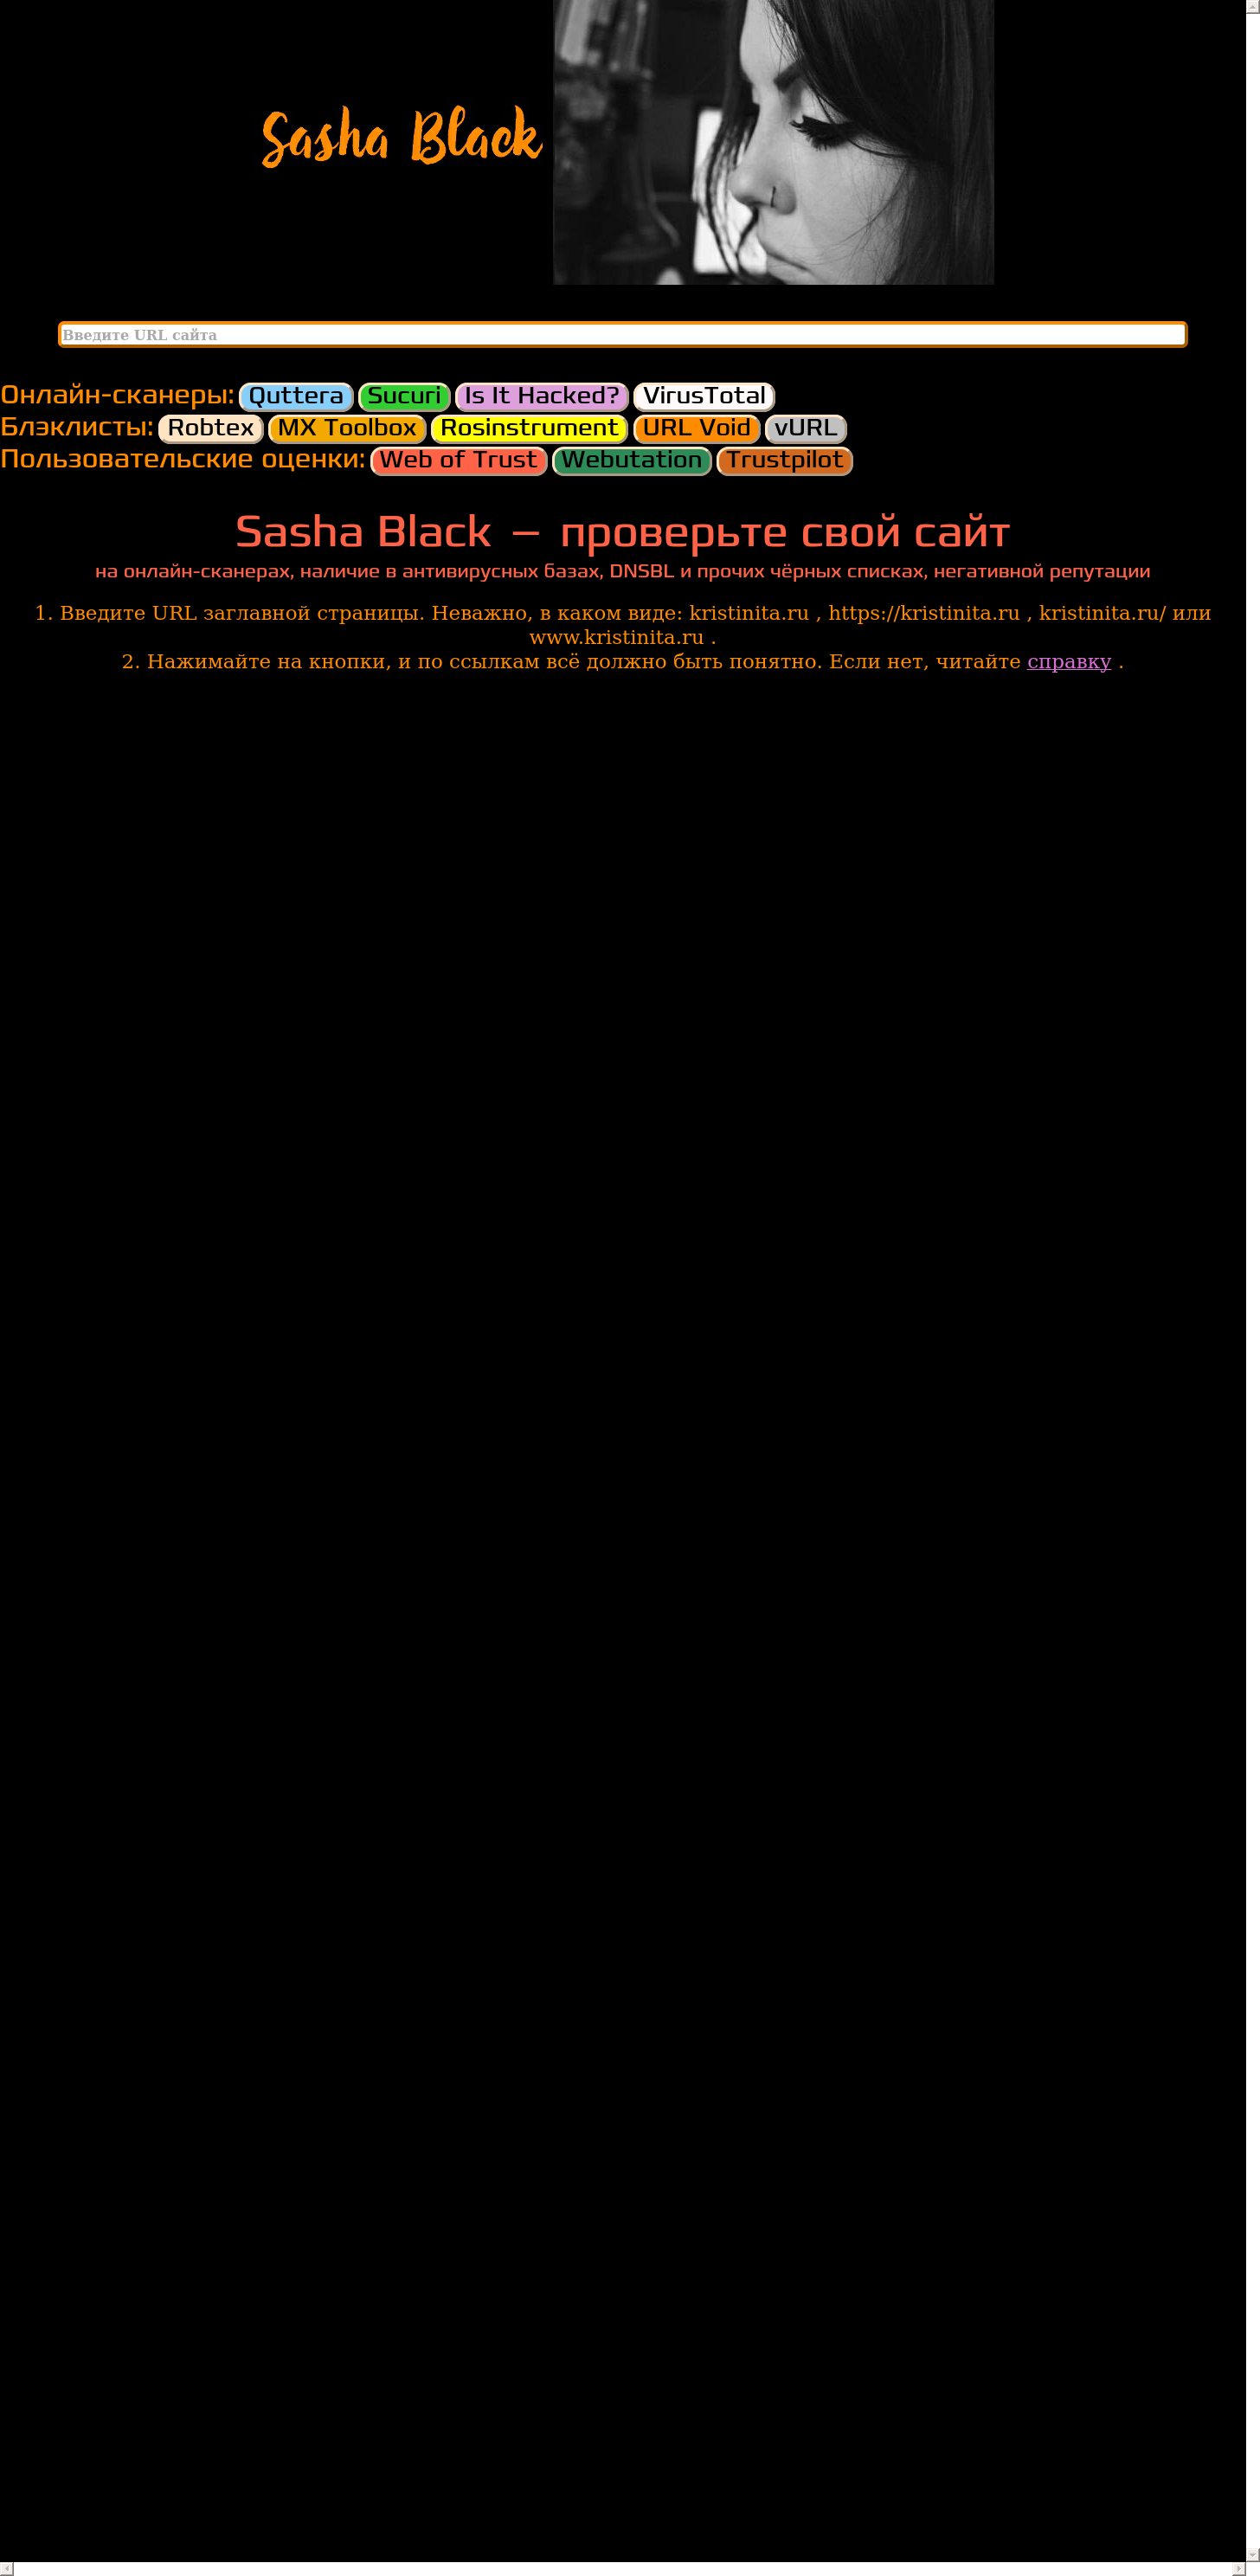 Sasha Black
Введите URL сайта
Онлайн-сканеры: Quttera Sucuri Is It Hacked? VirusTotal
Блэклисты: Robtex MX Toolbox Rosinstrument URL Void vURL
Пользовательские оценки: Web of Trust Webutation Trustpilot
Sasha Black — проверьте свой сайт
на онлайн-сканерах, наличие в антивирусных базах, DNSBL и прочих чёрных списках, негативной репутации
1. Введите URL заглавной страницы. Неважно, в каком виде: kristinita.ru , https://kristinita.ru , kristinita.ru/ или
www.kristinita.ru .
2. Нажимайте на кнопки, и по ссылкам всё должно быть понятно. Если нет, читайте справку .